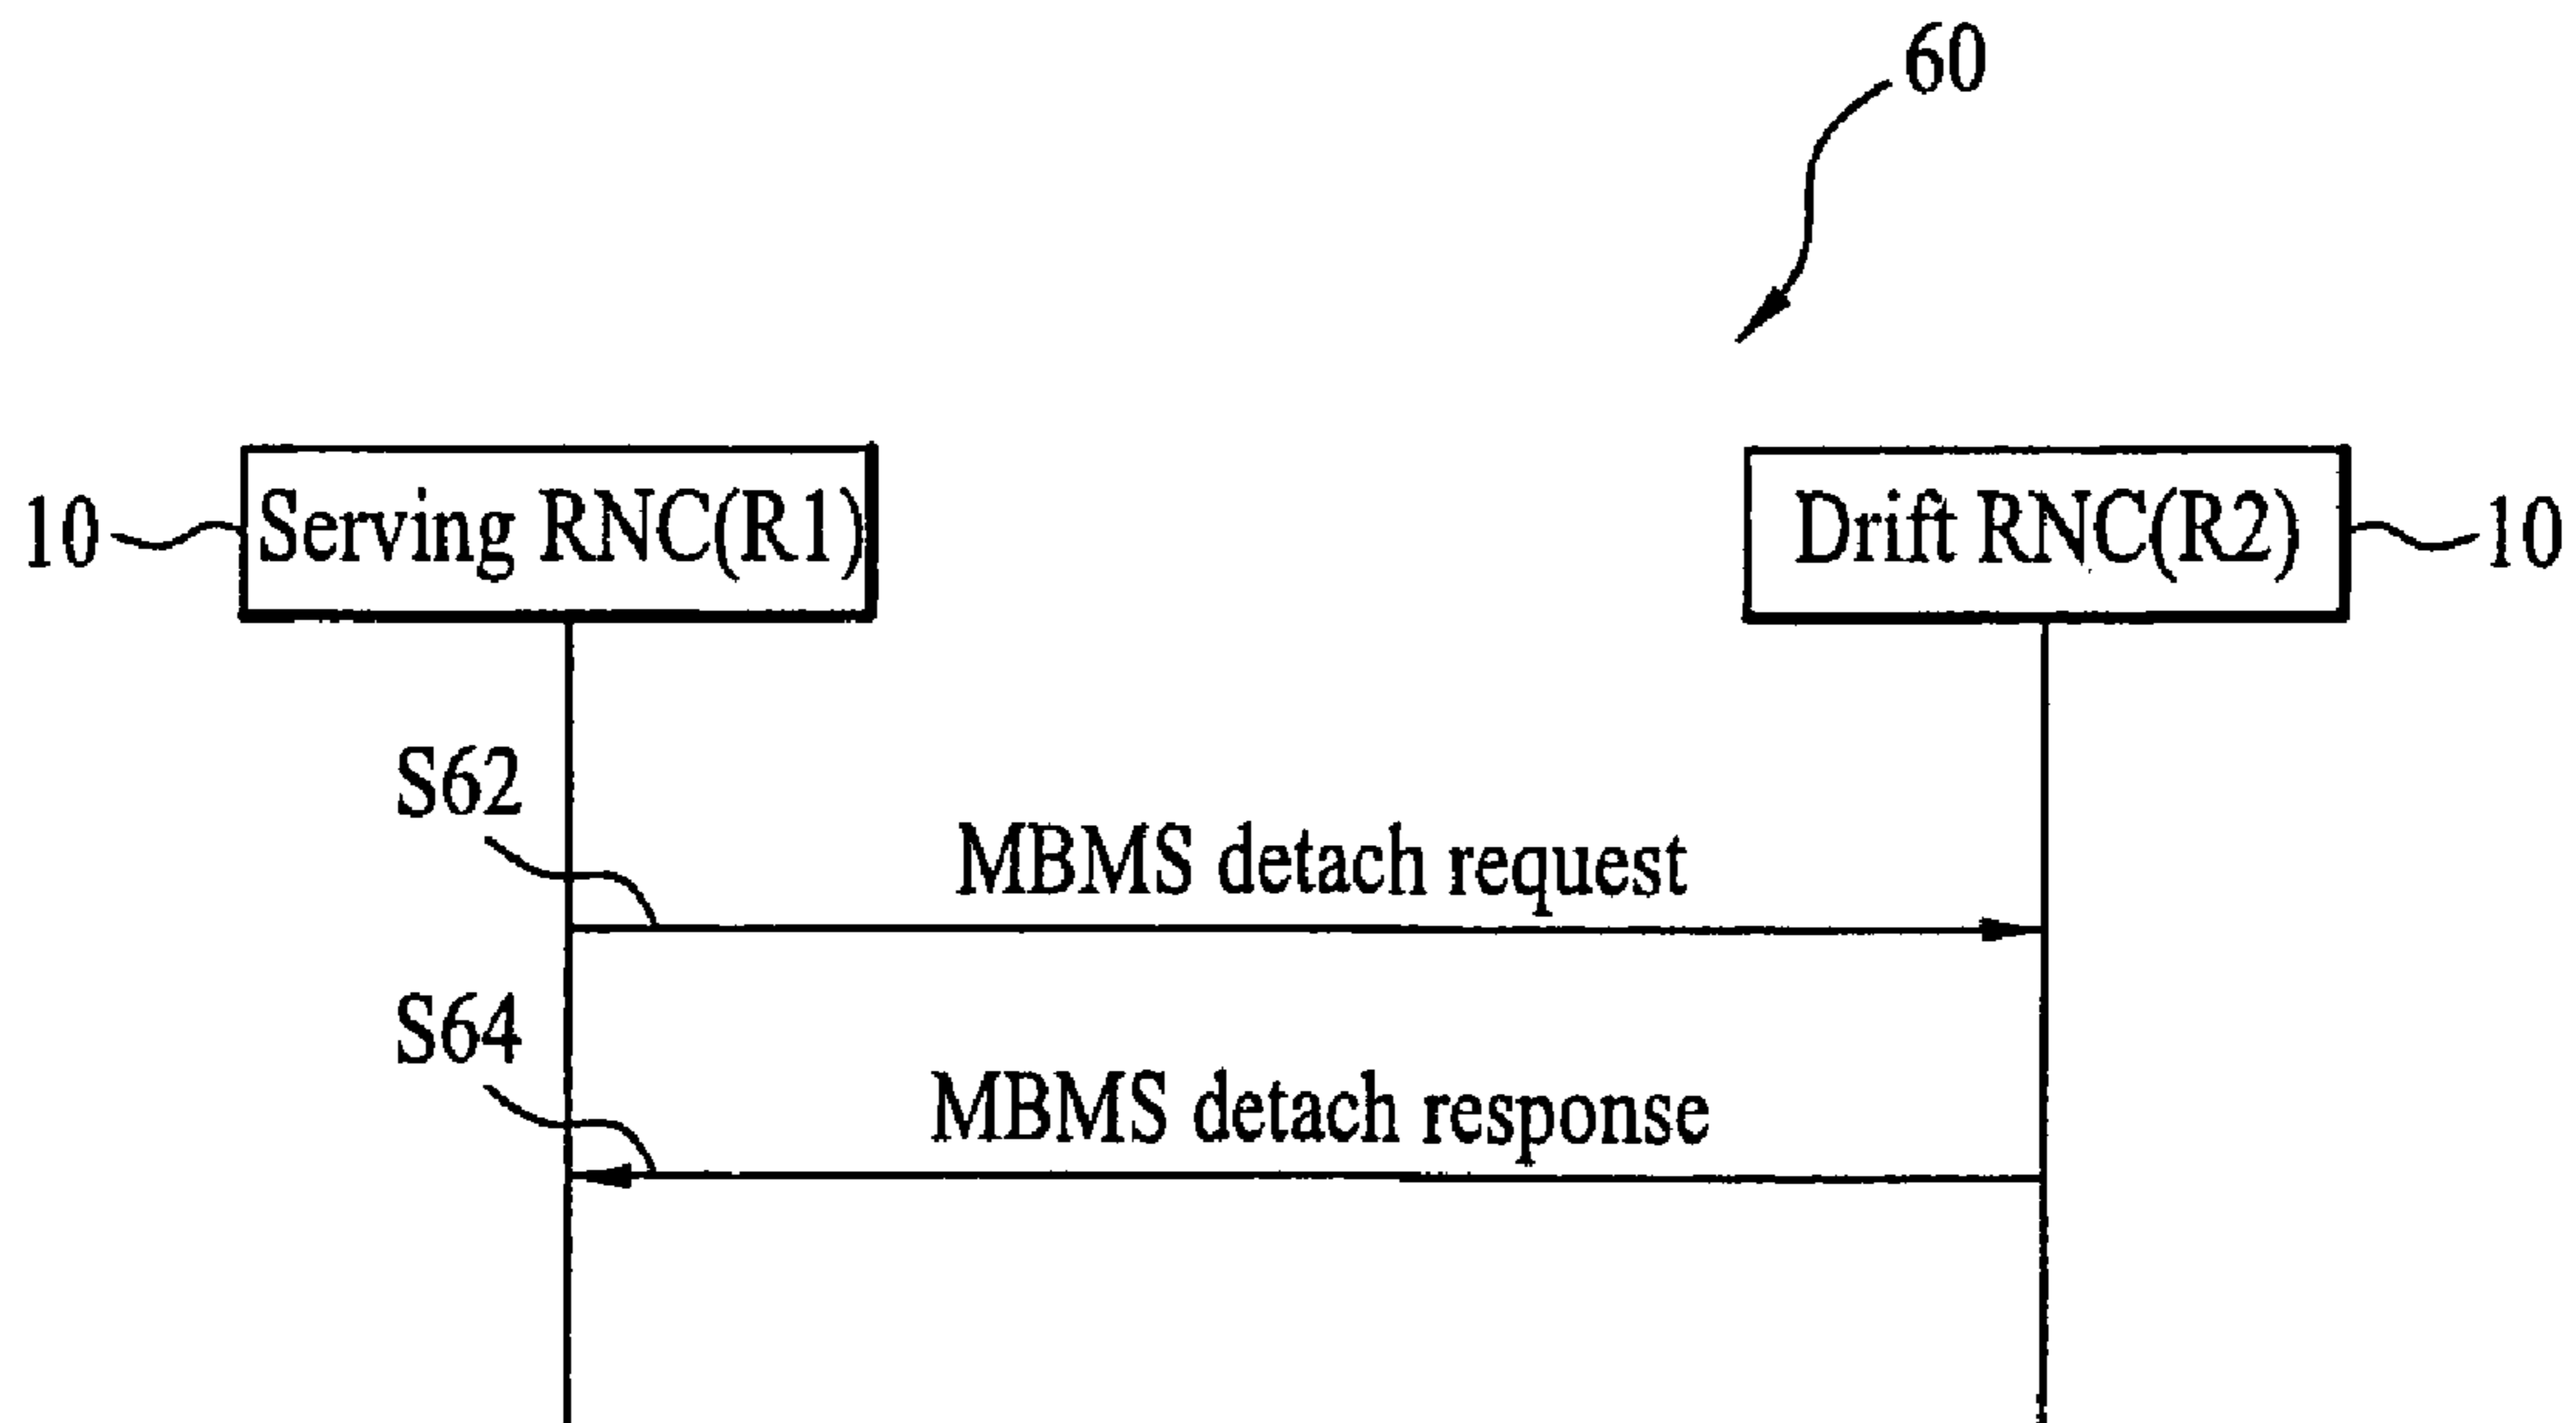 60
10
Serving RNC(R1)
Drift RNC(R2)
10
S62
MBMS detach request
S64
MBMS detach response